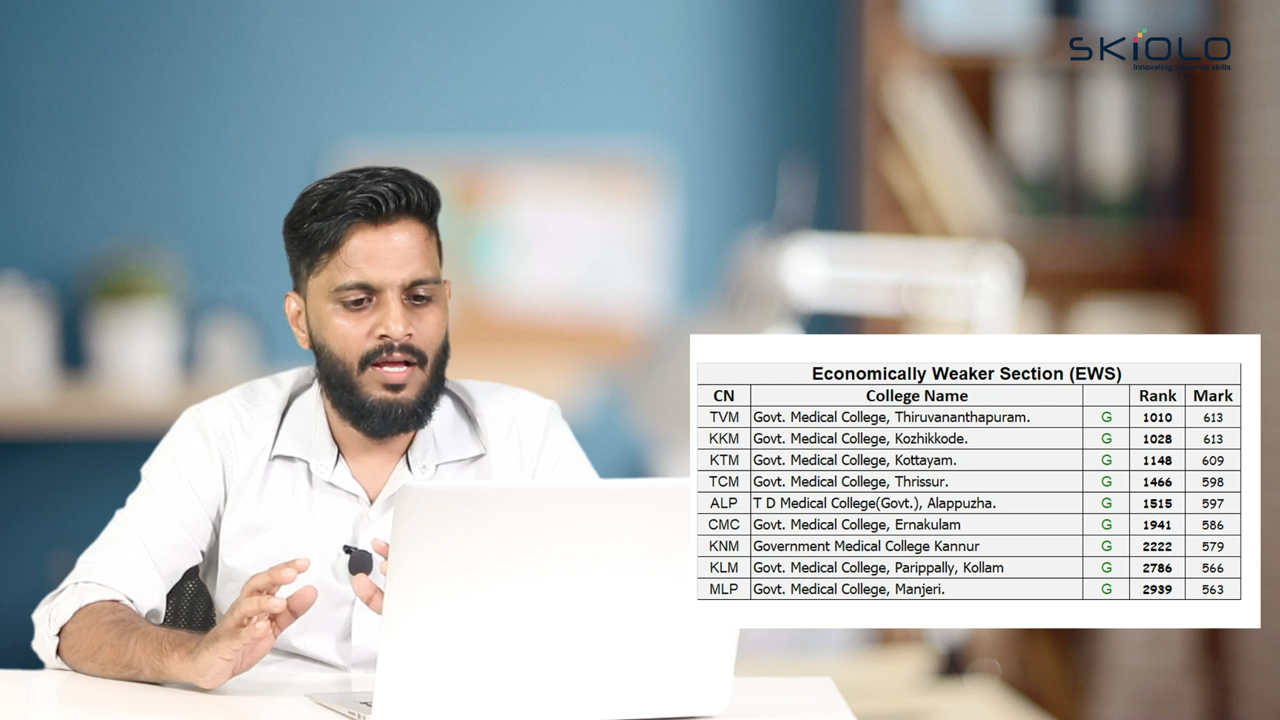 SKiOLO
Innovating skills
Economically Weaker Section (EWS)
CN College Name Rank Mark
TVM Govt. Medical College, Thiruvananthapuram. G 1010 613
KKM Govt. Medical College, Kozhikkode. G 1028 613
KTM Govt. Medical College, Kottayam. G 1148 609
TCM Govt. Medical College, Thrissur. G 1466 598
ALP T D Medical College(Govt.), Alappuzha. G 1515 597
CMC Govt. Medical College, Ernakulam G 1941 586
KNM Government Medical College Kannur G 2222 579
KLM Govt. Medical College, Parippally, Kollam G 2786 566
MLP Govt. Medical College, Manjeri. G 2939 563